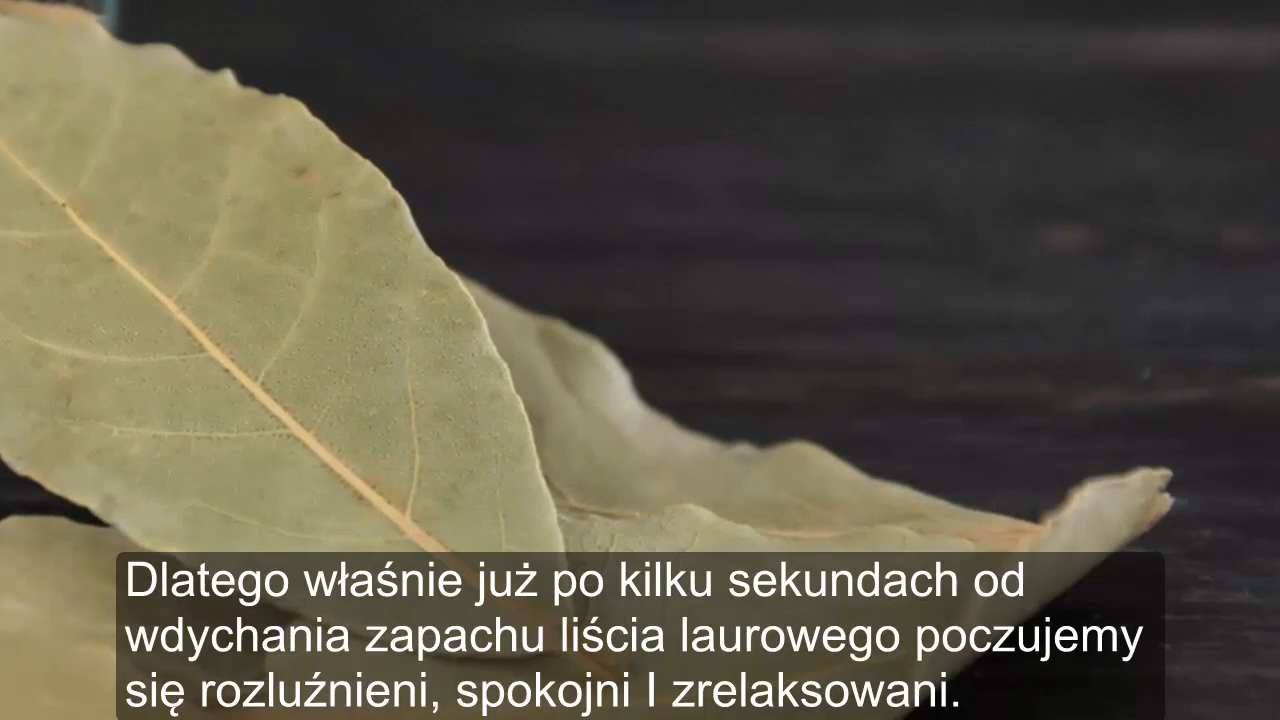 Dlatego właśnie już po kilku sekundach od
wdychania zapachu liścia laurowego poczujemy
się rozluźnieni, spokojni I zrelaksowani.